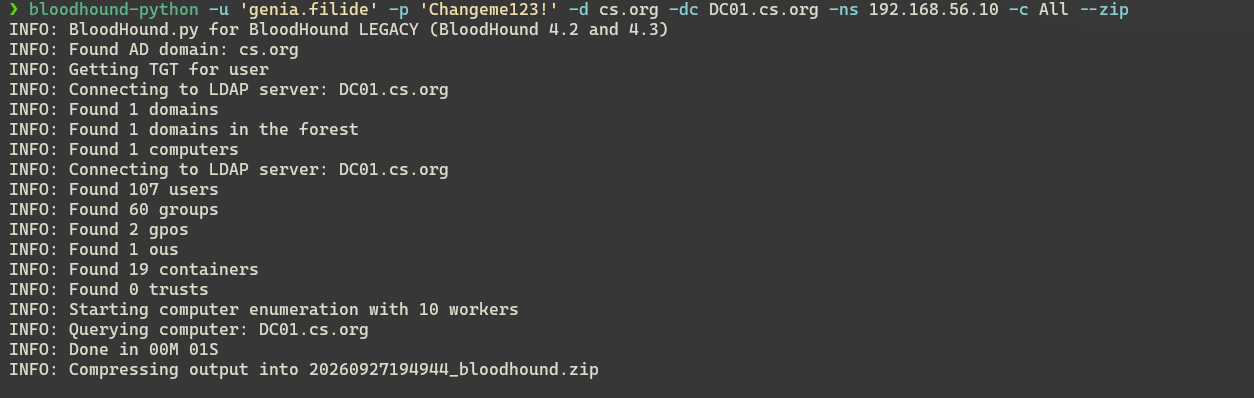 ❯ bloodhound-python -u 'genia.filide' -p 'Changeme123!' -d cs.org -dc DC01.cs.org -ns 192.168.56.10 -c All --zip
INFO: BloodHound.py for BloodHound LEGACY (BloodHound 4.2 and 4.3)
INFO: Found AD domain: cs.org
INFO: Getting TGT for user
INFO: Connecting to LDAP server: DC01.cs.org
INFO: Found 1 domains
INFO: Found 1 domains in the forest
INFO: Found 1 computers
INFO: Connecting to LDAP server: DC01.cs.org
INFO: Found 107 users
INFO: Found 60 groups
INFO: Found 2 gpos
INFO: Found 1 ous
INFO: Found 19 containers
INFO: Found 0 trusts
INFO: Starting computer enumeration with 10 workers
INFO: Querying computer: DC01.cs.org
INFO: Done in 00M 01S
INFO: Compressing output into 20260927194944_bloodhound.zip